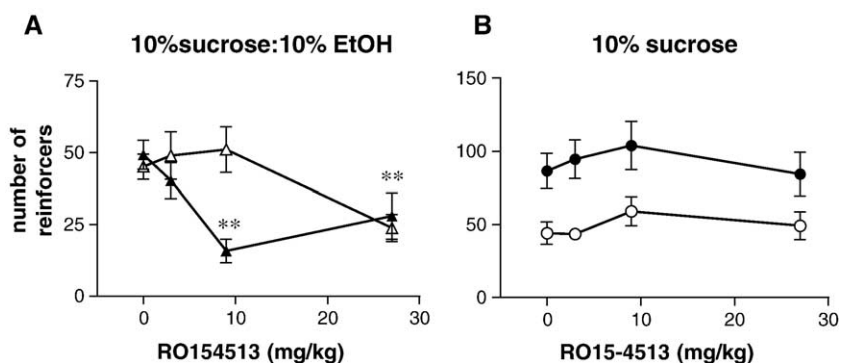 A
10%sucrose:10% EtOH
number of
reinforcers
75
50
25
0
**
**
0
10
20
30
RO154513 (mg/kg)
B
10% sucrose
150
100
50
0
0
10
20
30
RO15-4513 (mg/kg)